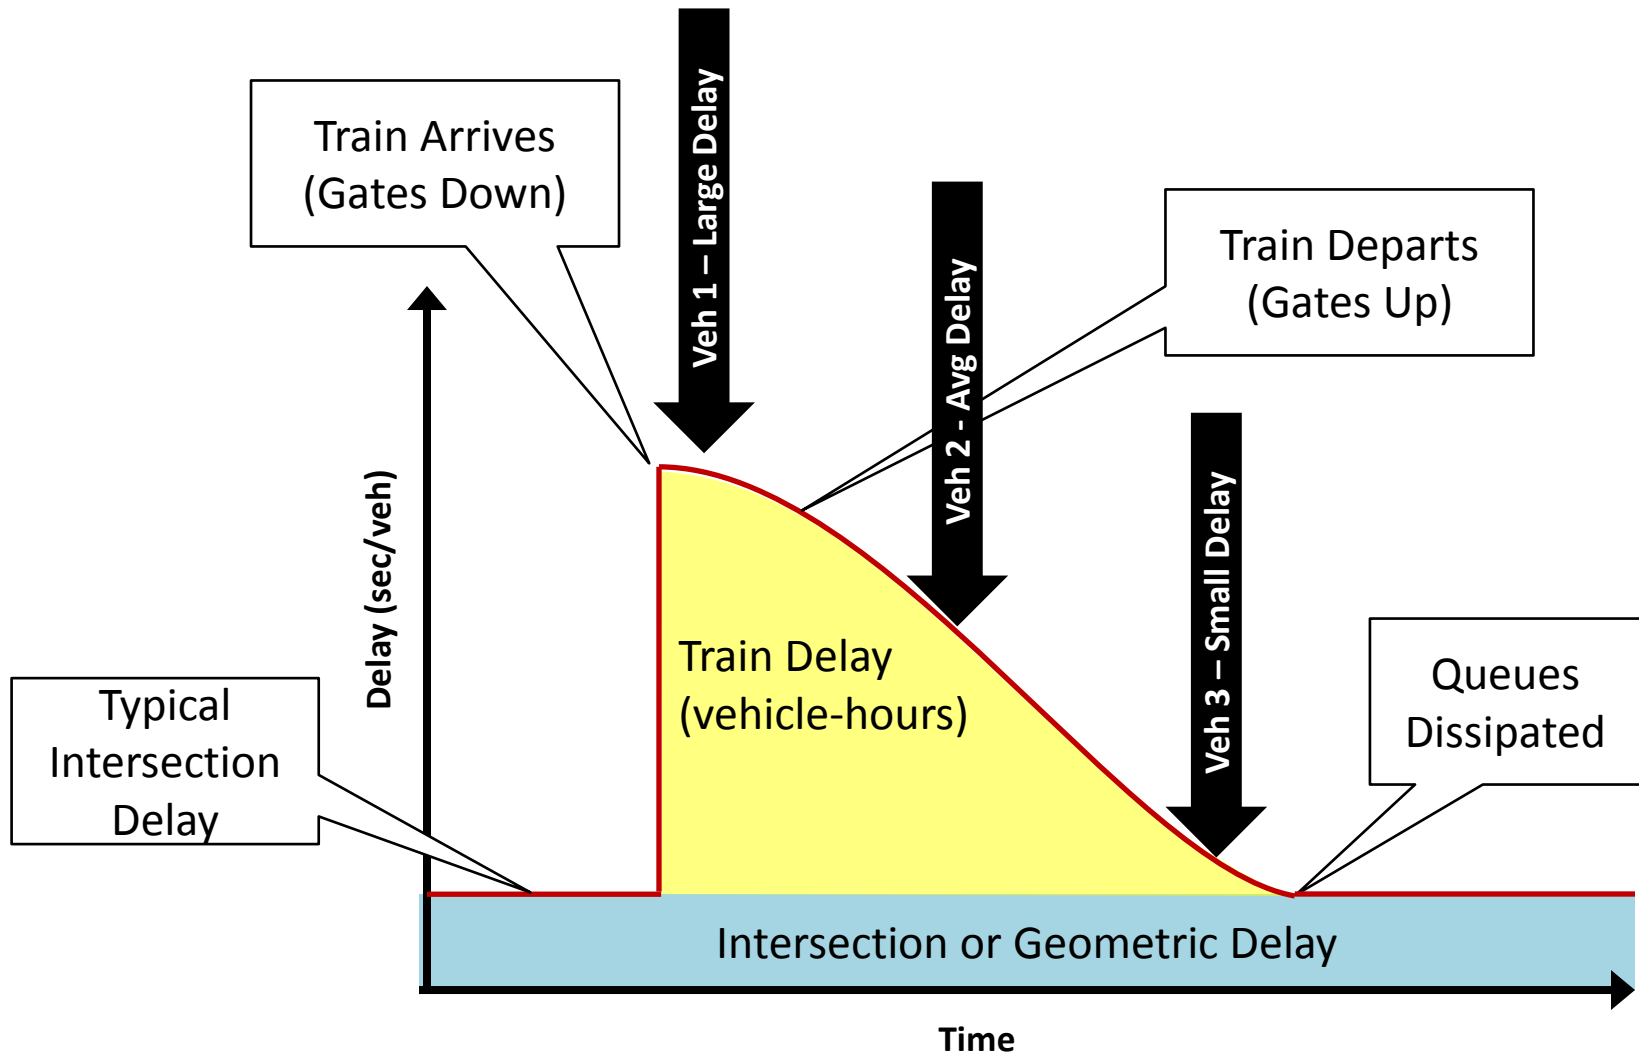 Train Arrives
(Gates Down)
Veh 1 – Large Delay
Veh 2 - Avg Delay
Train Departs
(Gates Up)
Veh 3 – Small Delay
Delay (sec/veh)
Typical
Intersection
Delay
Train Delay
(vehicle-hours)
Queues
Dissipated
Intersection or Geometric Delay
Time